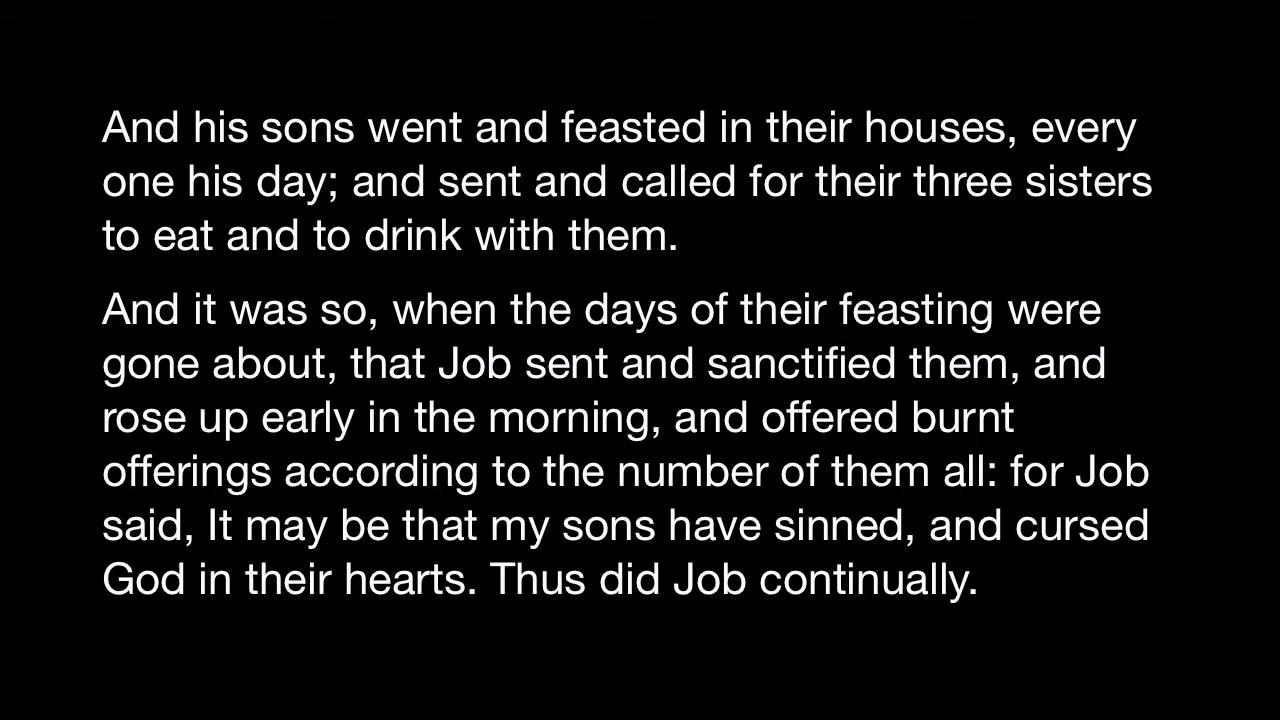 And his sons went and feasted in their houses, every
one his day; and sent and called for their three sisters
to eat and to drink with them.
And it was so, when the days of their feasting were
gone about, that Job sent and sanctified them, and
rose up early in the morning, and offered burnt
offerings according to the number of them all: for Job
said, It may be that my sons have sinned, and cursed
God in their hearts. Thus did Job continually.